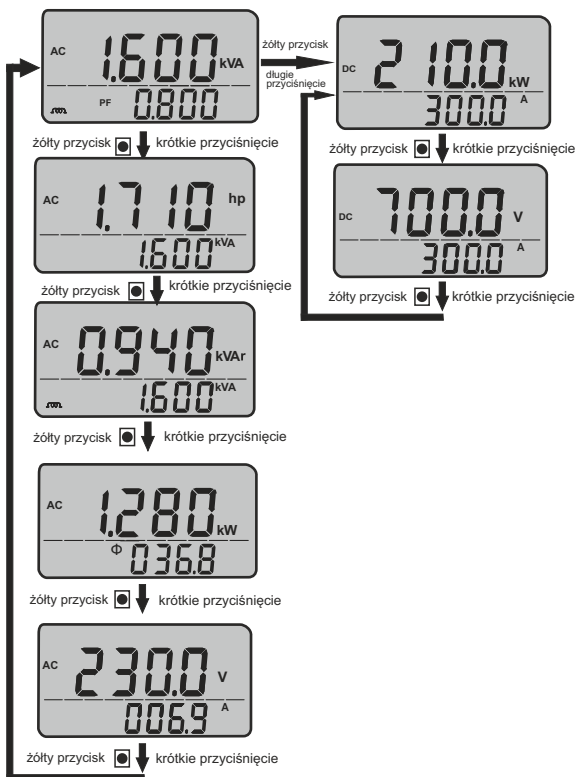 AC 1.600 kVA
PF 0.800
żółty przycisk krótkie przyciśnięcie
AC 1.710 hp
1.600 kVA
żółty przycisk krótkie przyciśnięcie
AC 0.940 kVAr
1.600 kVA
żółty przycisk krótkie przyciśnięcie
AC 1.280 kW
Φ 036.8
żółty przycisk krótkie przyciśnięcie
AC 230.0 V
006.9 A
żółty przycisk krótkie przyciśnięcie
żółty przycisk
długie
przyciśnięcie
DC 210.0 kW
300.0 A
żółty przycisk krótkie przyciśnięcie
DC 700.0 V
300.0 A
żółty przycisk krótkie przyciśnięcie